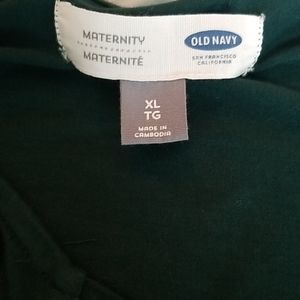 MATERNITY
MATERNITÉ
OLD NAVY
SAN FRANCISCO
CALIFORNIA
XL
TG
MADE IN
CAMBODIA